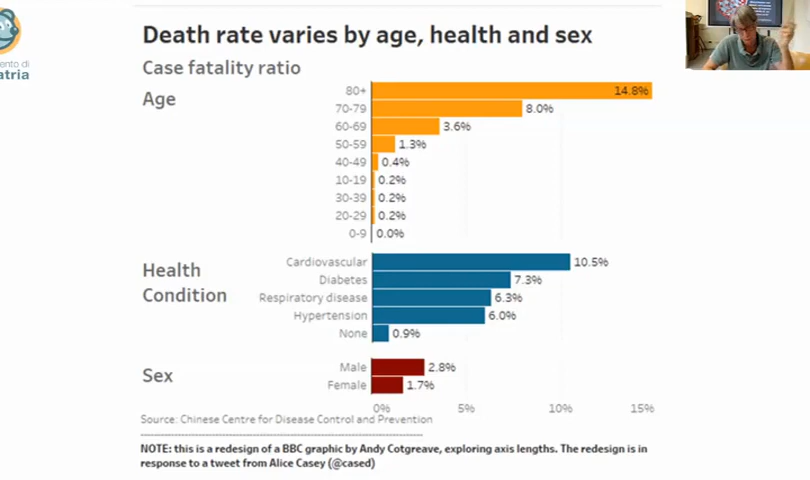 ento di
atria
Death rate varies by age, health and sex
Case fatality ratio
Age
80+ 14.8%
70-79 8.0%
60-69 3.6%
50-59 1.3%
40-49 0.4%
10-19 0.2%
30-39 0.2%
20-29 0.2%
0-9 0.0%
Health
Condition
Cardiovascular 10.5%
Diabetes 7.3%
Respiratory disease 6.3%
Hypertension 6.0%
None 0.9%
Sex
Male 2.8%
Female 1.7%
0% 5% 10% 15%
Source: Chinese Centre for Disease Control and Prevention
NOTE: this is a redesign of a BBC graphic by Andy Cotgreave, exploring axis lengths. The redesign is in
response to a tweet from Alice Casey (@cased)